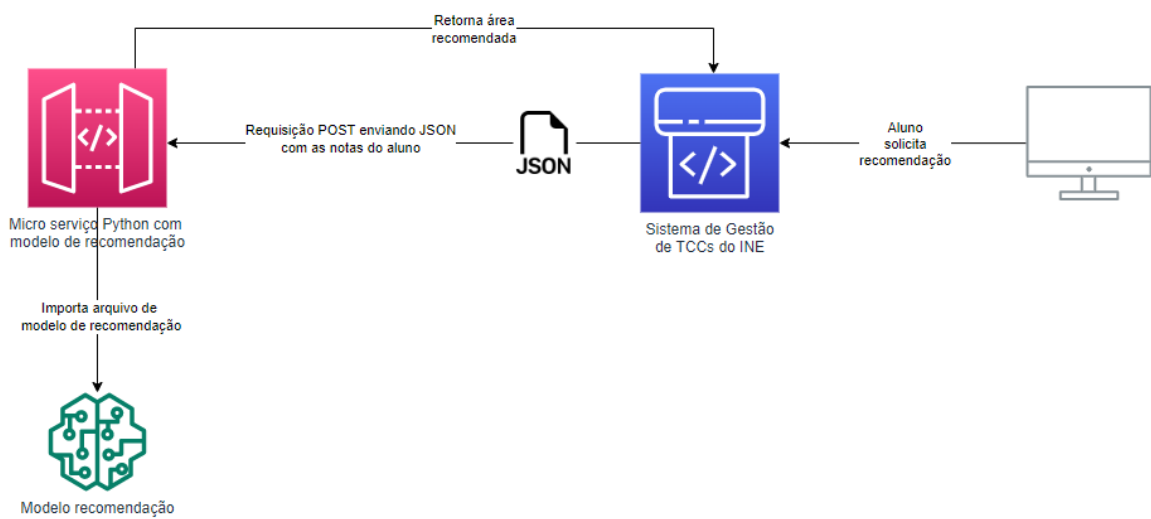 Retorna área
recomendada
Requisição POST enviando JSON
com as notas do aluno
JSON
Aluno
solicita
recomendação
Micro serviço Python com
modelo de recomendação
Sistema de Gestão
de TCCs do INE
Importa arquivo de
modelo de recomendação
Modelo recomendação